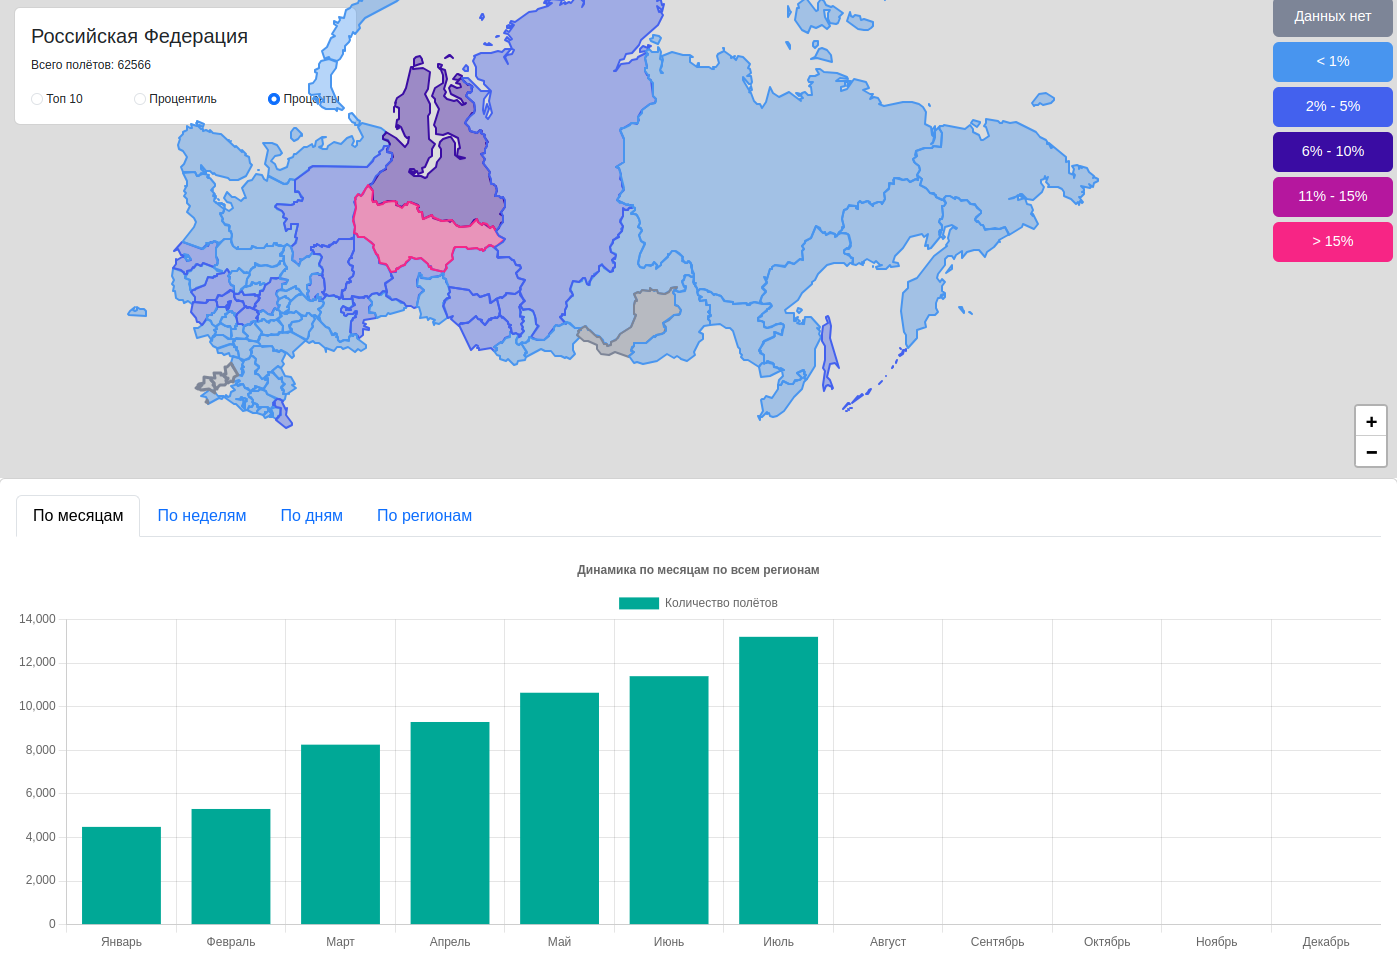 Российская Федерация
Всего полётов: 62566
Топ 10
Процентиль
Проценты
Данных нет
< 1%
2% - 5%
6% - 10%
11% - 15%
> 15%
+
−
По месяцам
По неделям
По дням
По регионам
Динамика по месяцам по всем регионам
Количество полётов
14,000
12,000
10,000
8,000
6,000
4,000
2,000
0
Январь
Февраль
Март
Апрель
Май
Июнь
Июль
Август
Сентябрь
Октябрь
Ноябрь
Декабрь